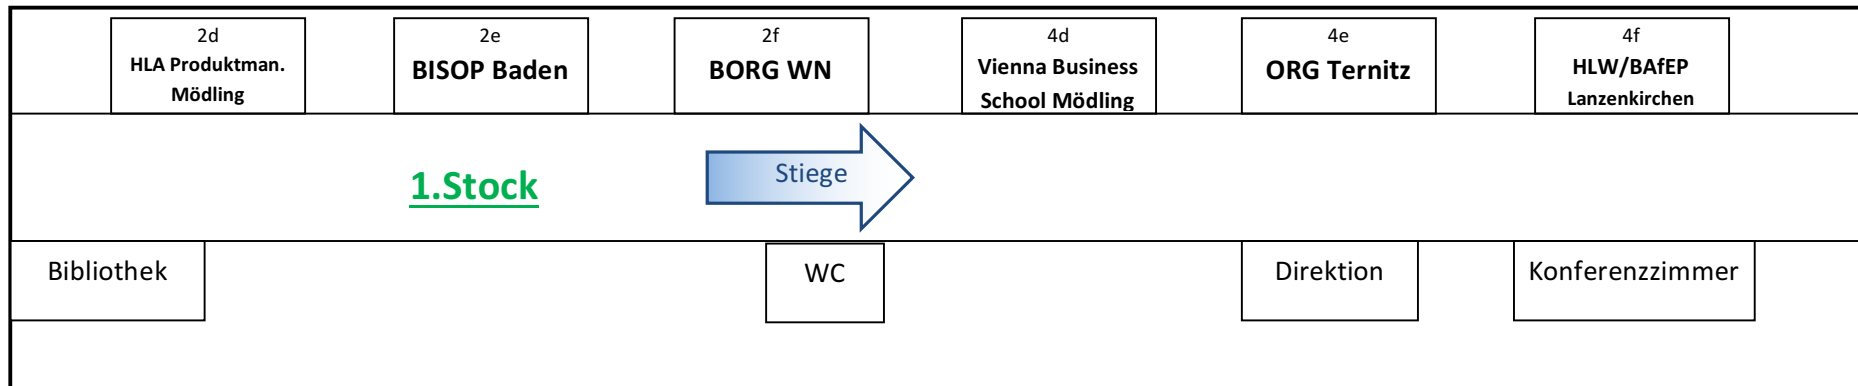 2d
HLA Produktman.
Mödling
2e
BISOP Baden
2f
BORG WN
4d
Vienna Business
School Mödling
4e
ORG Ternitz
4f
HLW/BAfEP
Lanzenkirchen
1.Stock
Stiege
Bibliothek
WC
Direktion
Konferenzzimmer